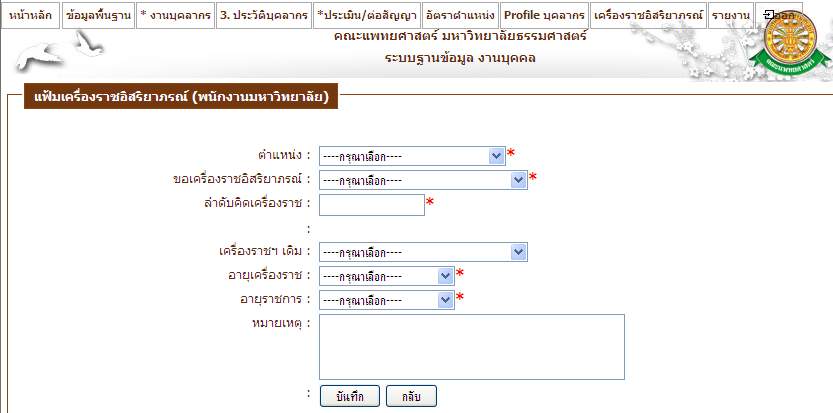 หน้าหลัก ข้อมูลพื้นฐาน * งานบุคลากร 3. ประวัติบุคลากร *ประเมิน/ต่อสัญญา อัตราตำแหน่ง Profile บุคลากร เครื่องราชอิสริยาภรณ์ รายงาน ออก
คณะแพทยศาสตร์ มหาวิทยาลัยธรรมศาสตร์
ระบบฐานข้อมูล งานบุคคล
แฟ้มเครื่องราชอิสริยาภรณ์ (พนักงานมหาวิทยาลัย)
ตำแหน่ง : ----กรุณาเลือก---- *
ขอเครื่องราชอิสริยาภรณ์ : ----กรุณาเลือก---- *
ลำดับคิดเครื่องราช : *
:
เครื่องราชฯ เดิม : ----กรุณาเลือก----
อายุเครื่องราช : ----กรุณาเลือก---- *
อายุราชการ : ----กรุณาเลือก---- *
หมายเหตุ :
: บันทึก กลับ